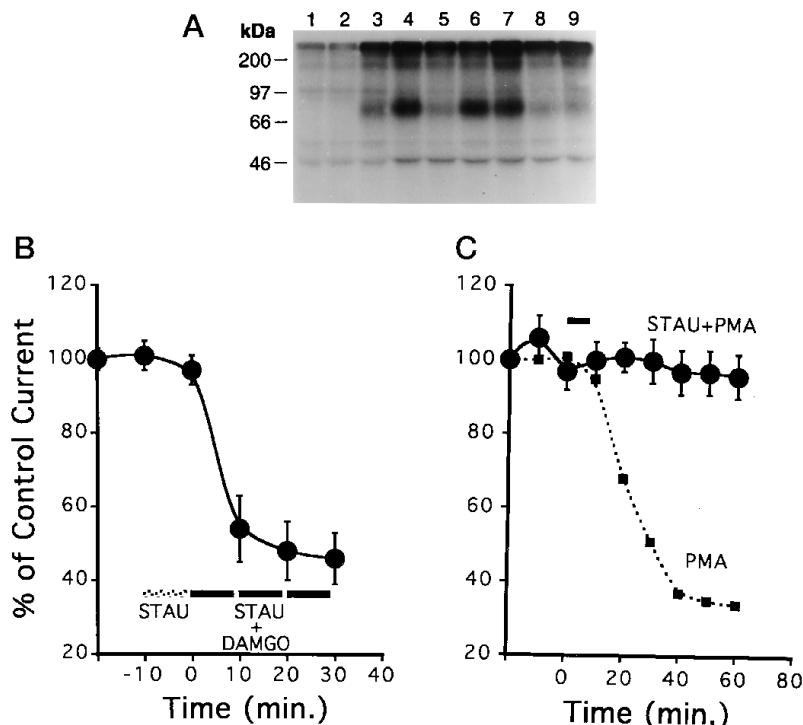 A
kDa
1 2 3 4 5 6 7 8 9
200
97
66
46
B
C
% of Control Current
120
100
80
60
40
20
STAU
STAU
+
DAMGO
-10 0 10 20 30 40
Time (min.)
120
100
80
60
40
20
STAU+PMA
PMA
0 20 40 60 80
Time (min.)